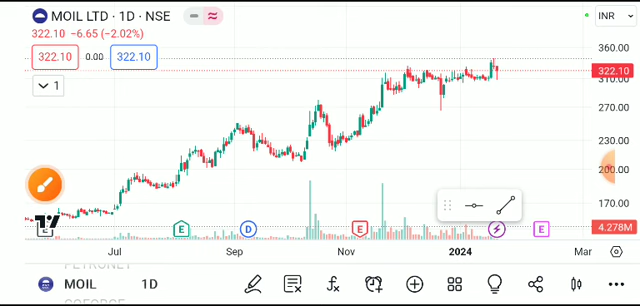 MOIL LTD · 1D · NSE
INR
322.10 −6.65 (−2.02%)
322.10 0.00 322.10
1
360.00
322.10
310.00
270.00
230.00
200.00
170.00
4.278M
E D E E
Jul Sep Nov 2024 Mar
MOIL 1D